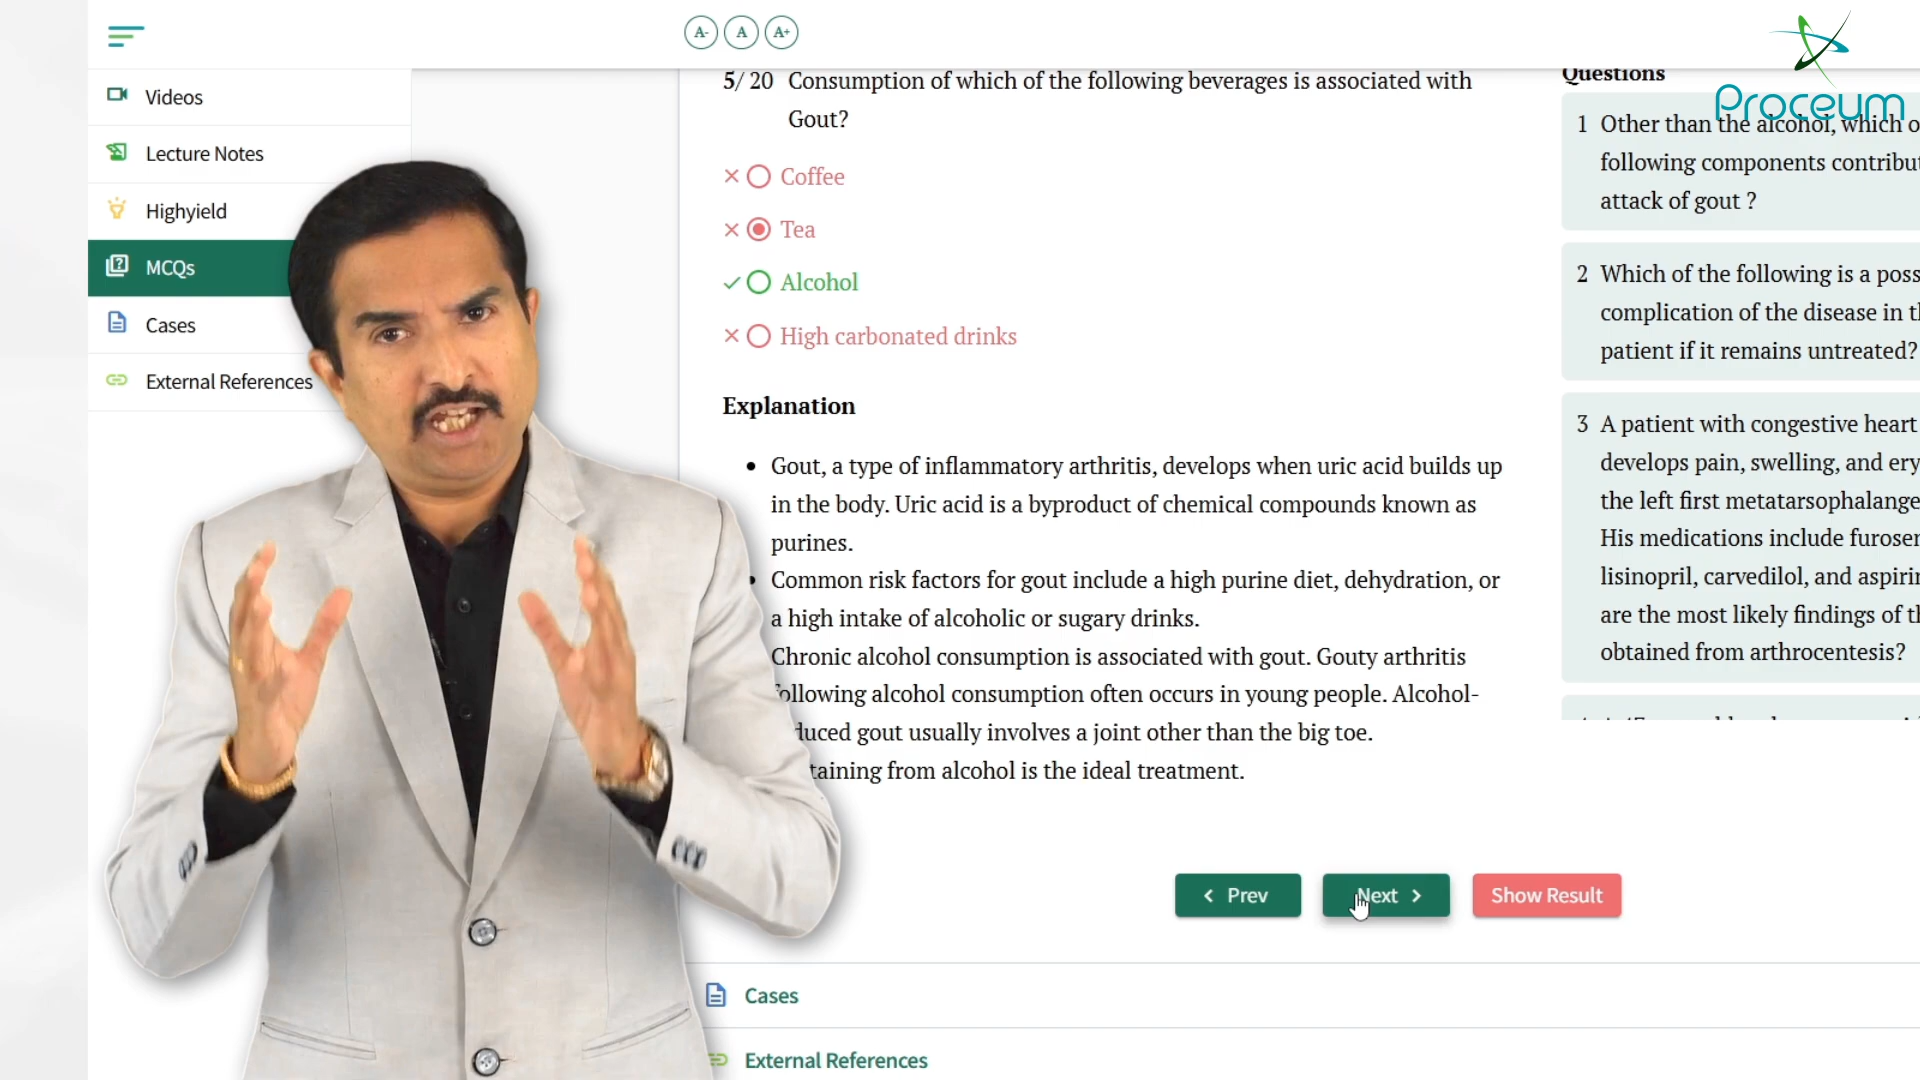 A-
A
A+
Proceum
Videos
Lecture Notes
Highyield
MCQs
Cases
External References
5/ 20 Consumption of which of the following beverages is associated with
Gout?
Coffee
Tea
Alcohol
High carbonated drinks
Explanation
Gout, a type of inflammatory arthritis, develops when uric acid builds up
in the body. Uric acid is a byproduct of chemical compounds known as
purines.
Common risk factors for gout include a high purine diet, dehydration, or
a high intake of alcoholic or sugary drinks.
Chronic alcohol consumption is associated with gout. Gouty arthritis
following alcohol consumption often occurs in young people. Alcohol-
duced gout usually involves a joint other than the big toe.
taining from alcohol is the ideal treatment.
Prev
Next
Show Result
Cases
External References
Questions
1 Other than the alcohol, which o
following components contribut
attack of gout ?
2 Which of the following is a poss
complication of the disease in th
patient if it remains untreated?
3 A patient with congestive heart
develops pain, swelling, and ery
the left first metatarsophalange
His medications include furosem
lisinopril, carvedilol, and aspirin
are the most likely findings of th
obtained from arthrocentesis?